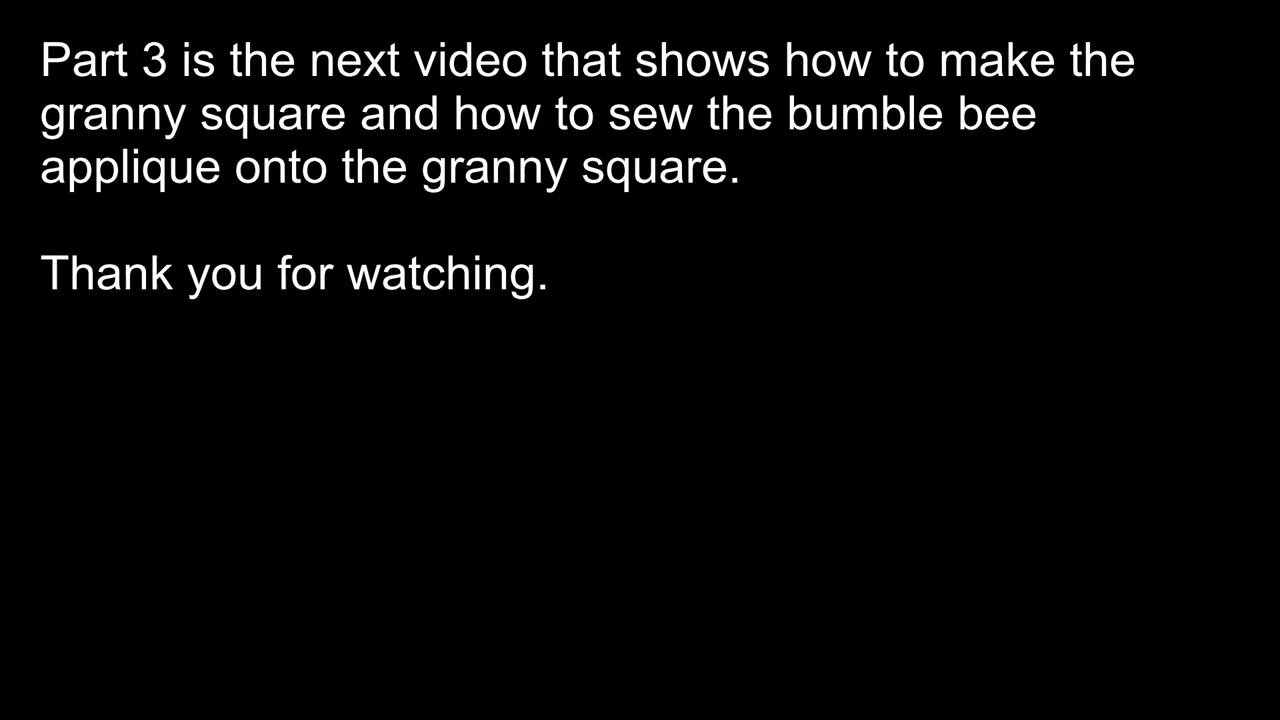 Part 3 is the next video that shows how to make the
granny square and how to sew the bumble bee
applique onto the granny square.
Thank you for watching.